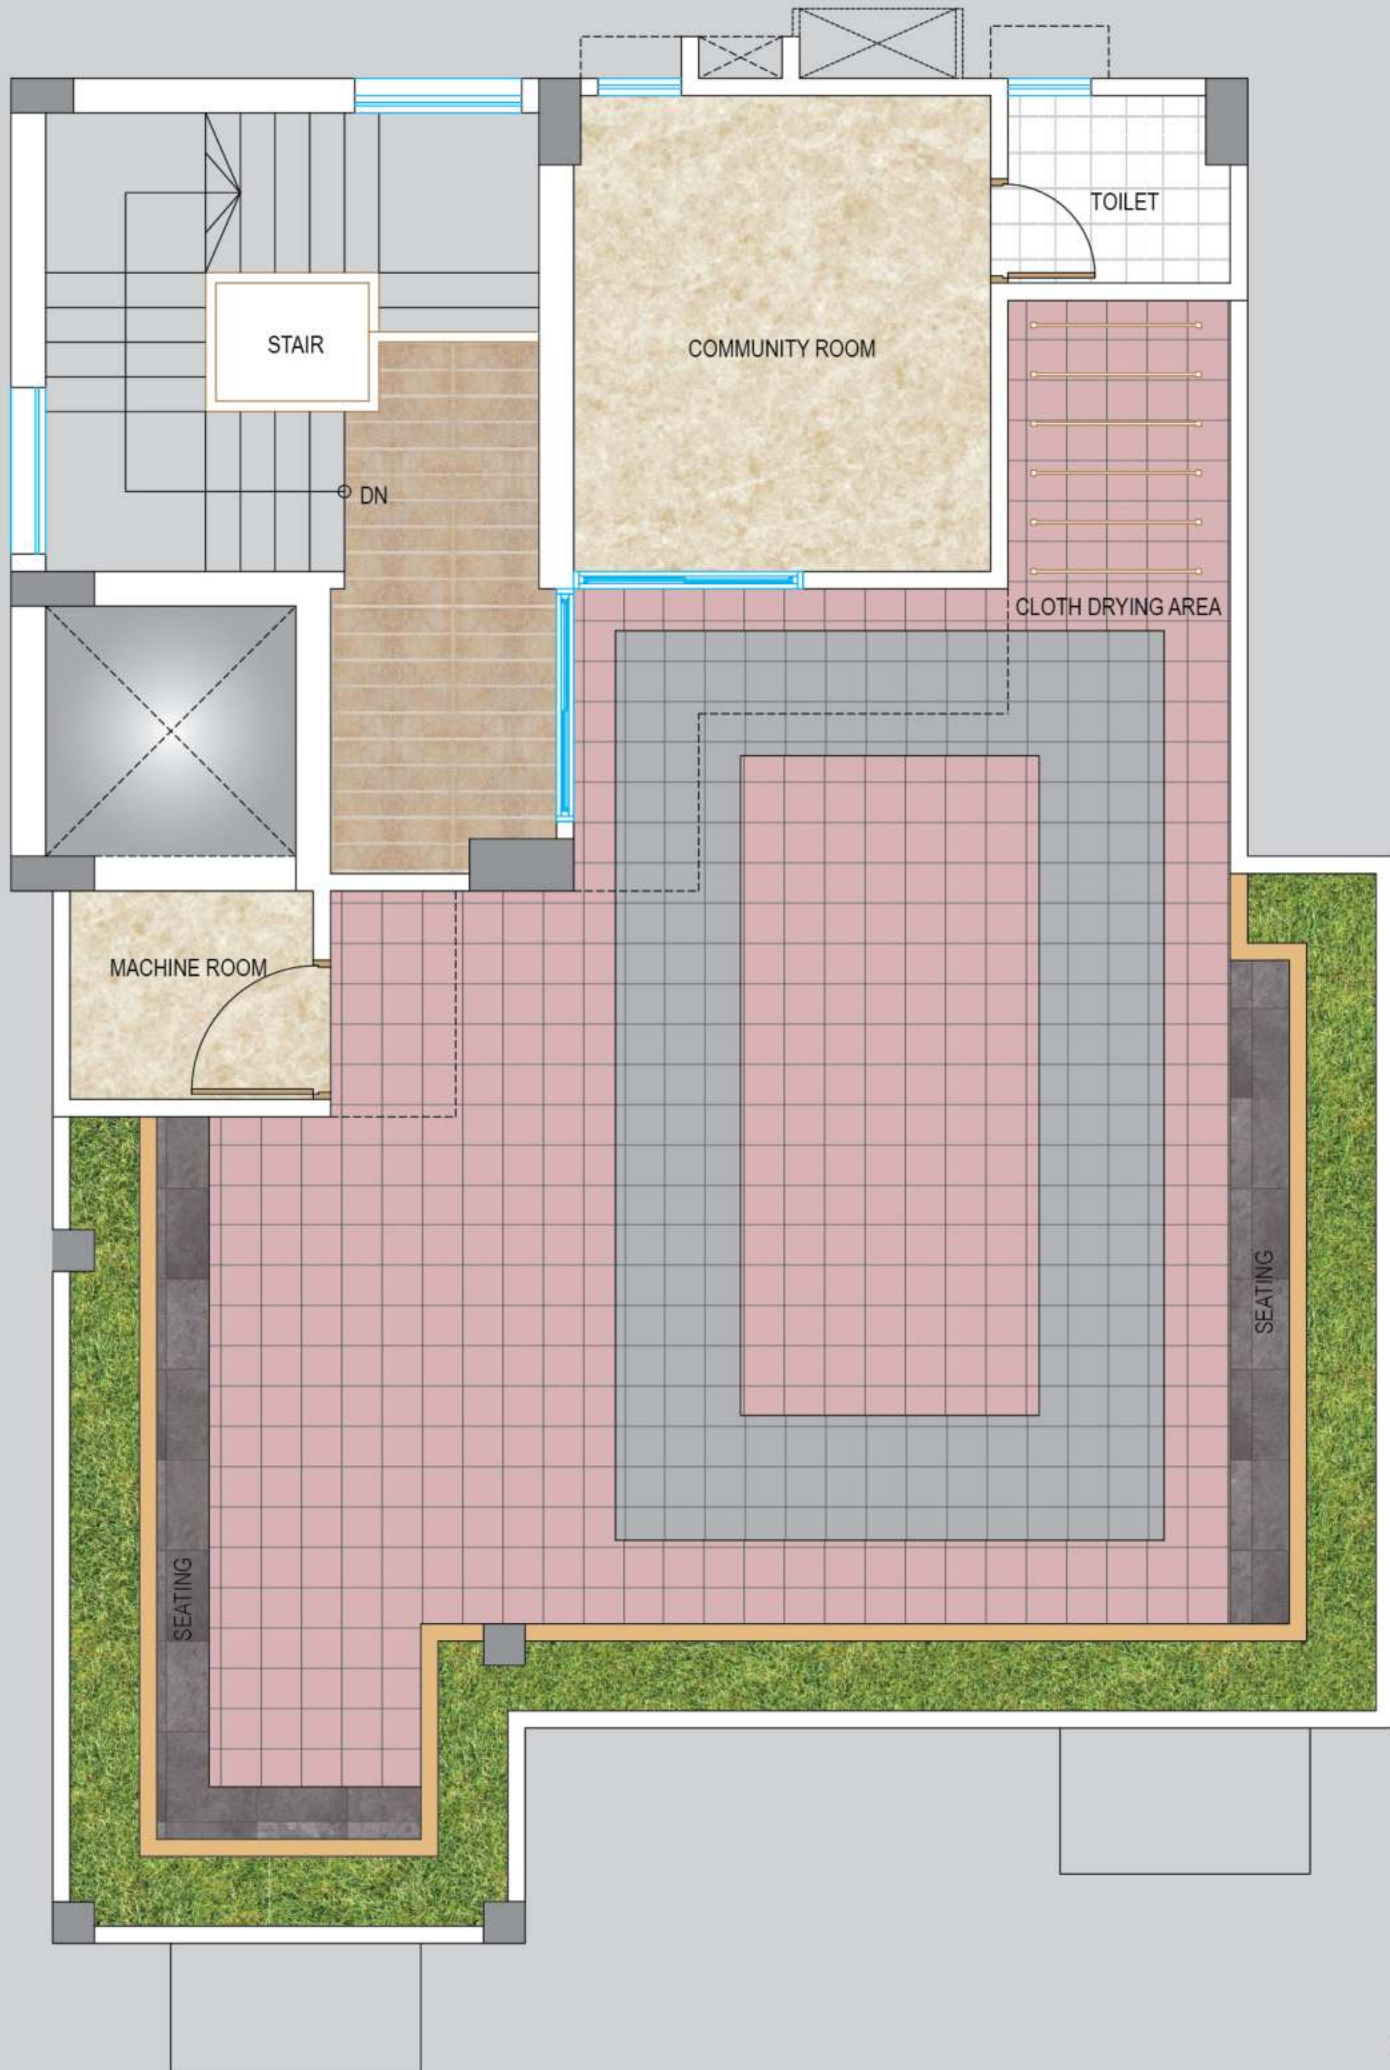 TOILET
STAIR
COMMUNITY ROOM
DN
CLOTH DRYING AREA
MACHINE ROOM
SEATING
SEATING